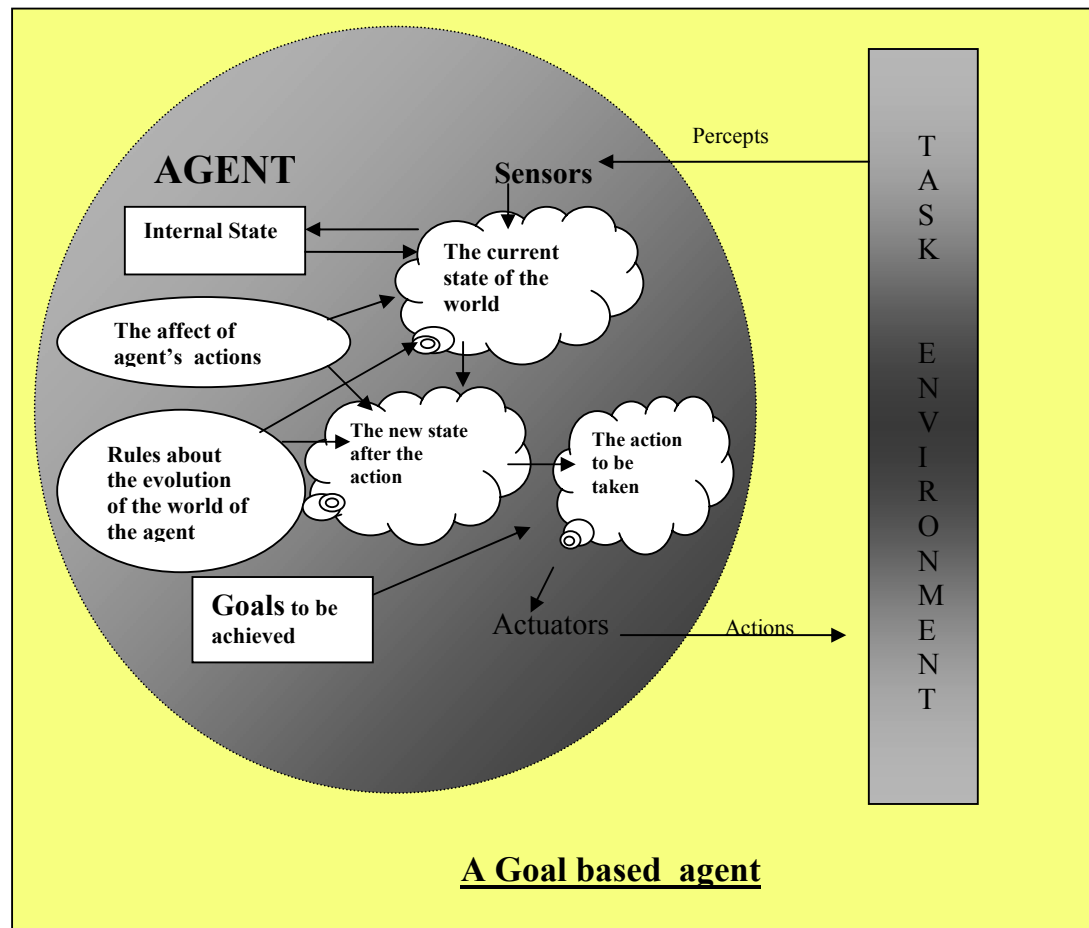 Percepts
AGENT
Sensors
Internal State
The current
state of the
world
The affect of
agent's actions
The new state
after the
action
The action
to be
taken
Rules about
the evolution
of the world of
the agent
Goals to be
achieved
Actuators
Actions
TASK ENVIRONMENT
A Goal based agent